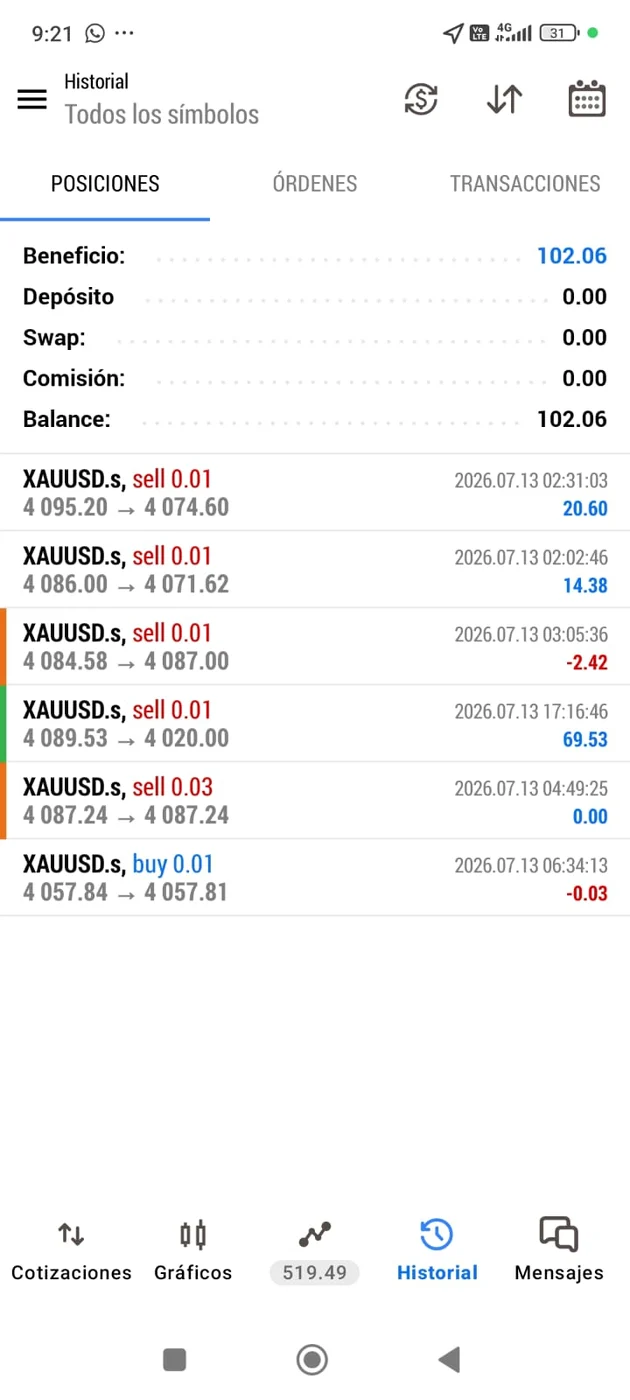 9:21 ... Vo LTE 4G 31
Historial
Todos los símbolos
POSICIONES ÓRDENES TRANSACCIONES
Beneficio: 102.06
Depósito 0.00
Swap: 0.00
Comisión: 0.00
Balance: 102.06
XAUUSD.s, sell 0.01 2026.07.13 02:31:03
4 095.20 → 4 074.60 20.60
XAUUSD.s, sell 0.01 2026.07.13 02:02:46
4 086.00 → 4 071.62 14.38
XAUUSD.s, sell 0.01 2026.07.13 03:05:36
4 084.58 → 4 087.00 -2.42
XAUUSD.s, sell 0.01 2026.07.13 17:16:46
4 089.53 → 4 020.00 69.53
XAUUSD.s, sell 0.03 2026.07.13 04:49:25
4 087.24 → 4 087.24 0.00
XAUUSD.s, buy 0.01 2026.07.13 06:34:13
4 057.84 → 4 057.81 -0.03
Cotizaciones Gráficos 519.49 Historial Mensajes